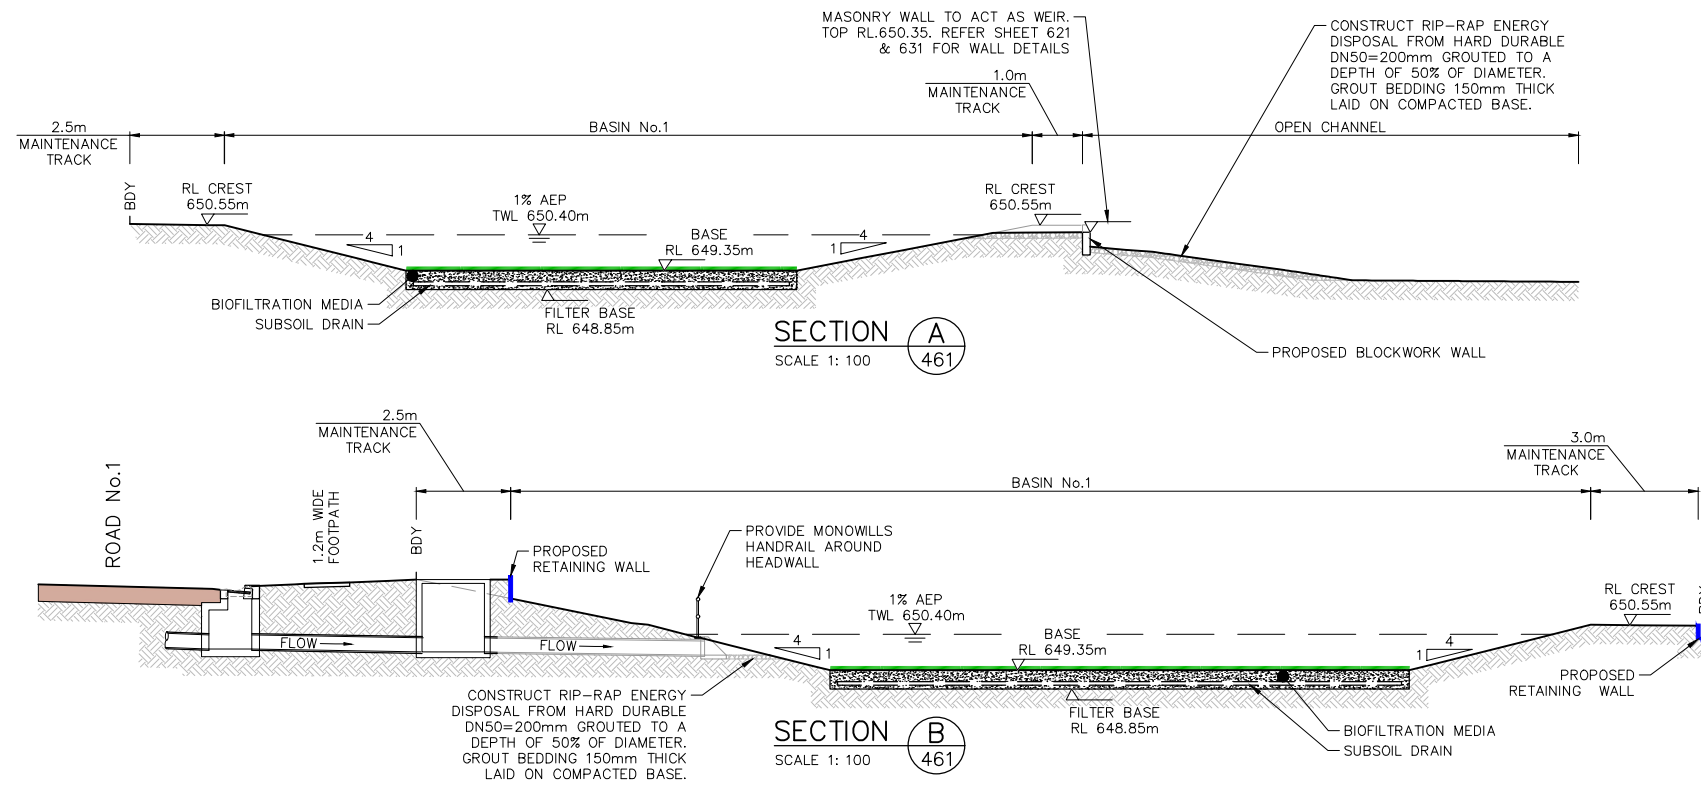 MASONRY WALL TO ACT AS WEIR.
TOP RL.650.35. REFER SHEET 621
& 631 FOR WALL DETAILS
CONSTRUCT RIP-RAP ENERGY
DISPOSAL FROM HARD DURABLE
DN50=200mm GROUTED TO A
DEPTH OF 50% OF DIAMETER.
GROUT BEDDING 150mm THICK
LAID ON COMPACTED BASE.
1.0m
MAINTENANCE
TRACK
2.5m
MAINTENANCE
TRACK
BASIN No.1
OPEN CHANNEL
BDY
RL CREST
650.55m
1% AEP
TWL 650.40m
RL CREST
650.55m
4
1
BASE
RL 649.35m
4
1
BIOFILTRATION MEDIA
SUBSOIL DRAIN
FILTER BASE
RL 648.85m
SECTION
A
SCALE 1: 100
461
PROPOSED BLOCKWORK WALL
2.5m
MAINTENANCE
TRACK
3.0m
MAINTENANCE
TRACK
BASIN No.1
ROAD No.1
1.2m WIDE
FOOTPATH
BDY
PROPOSED
RETAINING WALL
PROVIDE MONOWILLS
HANDRAIL AROUND
HEADWALL
1% AEP
TWL 650.40m
RL CREST
650.55m
BDY
FLOW
FLOW
4
1
BASE
RL 649.35m
4
1
PROPOSED
RETAINING WALL
CONSTRUCT RIP-RAP ENERGY
DISPOSAL FROM HARD DURABLE
DN50=200mm GROUTED TO A
DEPTH OF 50% OF DIAMETER.
GROUT BEDDING 150mm THICK
LAID ON COMPACTED BASE.
FILTER BASE
RL 648.85m
BIOFILTRATION MEDIA
SUBSOIL DRAIN
SECTION
B
SCALE 1: 100
461